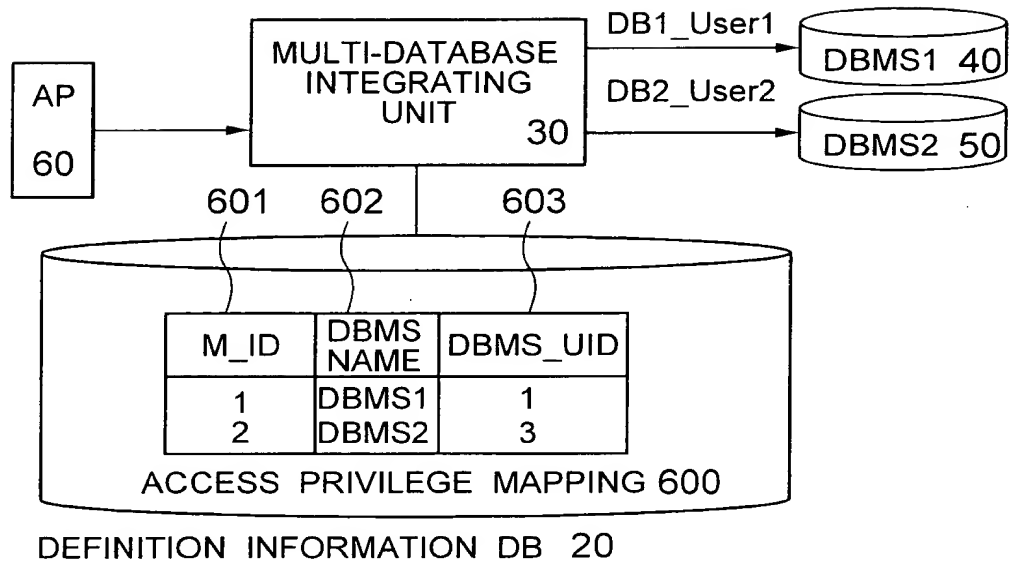 DB1_User1
MULTI-DATABASE
INTEGRATING
UNIT
30
DBMS1 40
AP
60
DB2_User2
DBMS2 50
601 602 603
M_ID DBMS NAME DBMS_UID
1 DBMS1 1
2 DBMS2 3
ACCESS PRIVILEGE MAPPING 600
DEFINITION INFORMATION DB 20